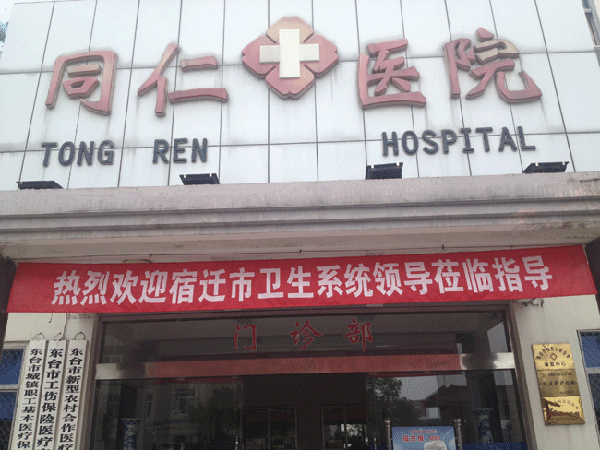 同仁医院
TONG REN HOSPITAL
热烈欢迎宿迁市卫生系统领导莅临指导
门诊部
东台市城镇职工基本医疗保
东台市工伤保险医疗
东台市新型农村合作医疗